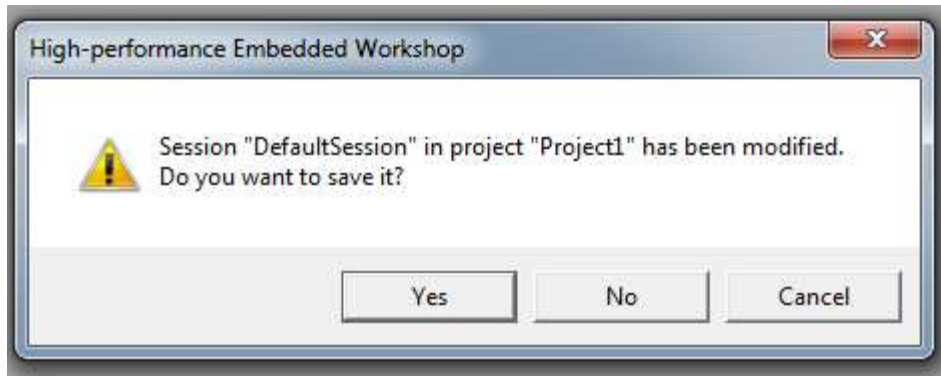 High-performance Embedded Workshop
Session "DefaultSession" in project "Project1" has been modified.
Do you want to save it?
Yes No Cancel